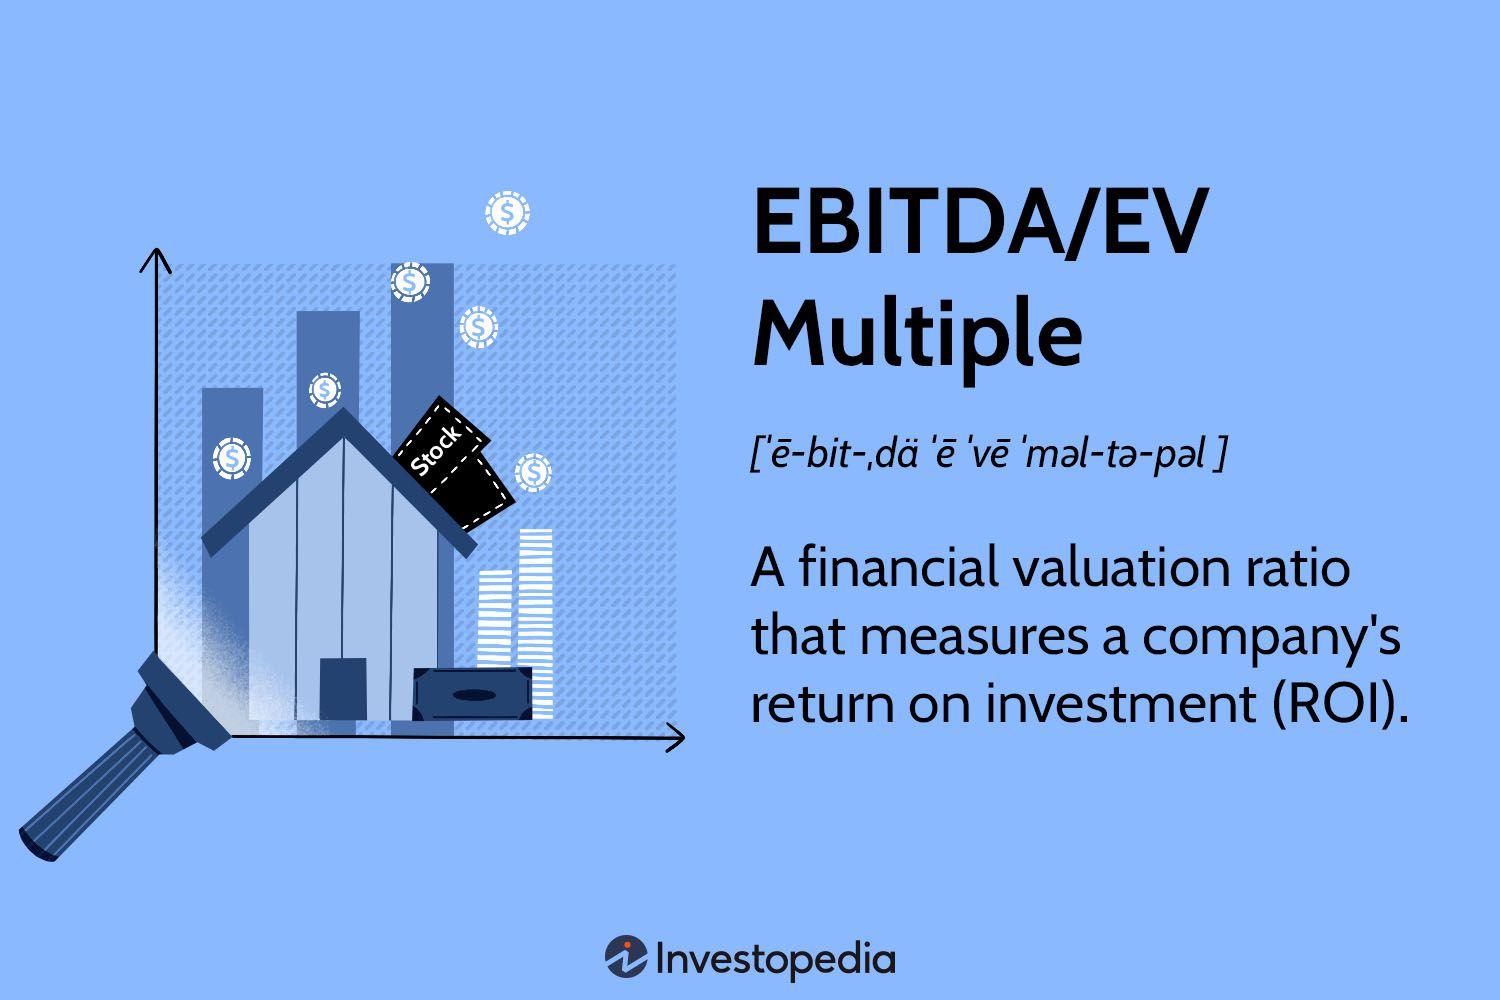 EBITDA/EV
Multiple
[ˈē-bit-ˌdä ˈē ˈvē ˈməl-tə-pəl ]
A financial valuation ratio
that measures a company's
return on investment (ROI).
$
$
$
$
$
$
Stock
Investopedia